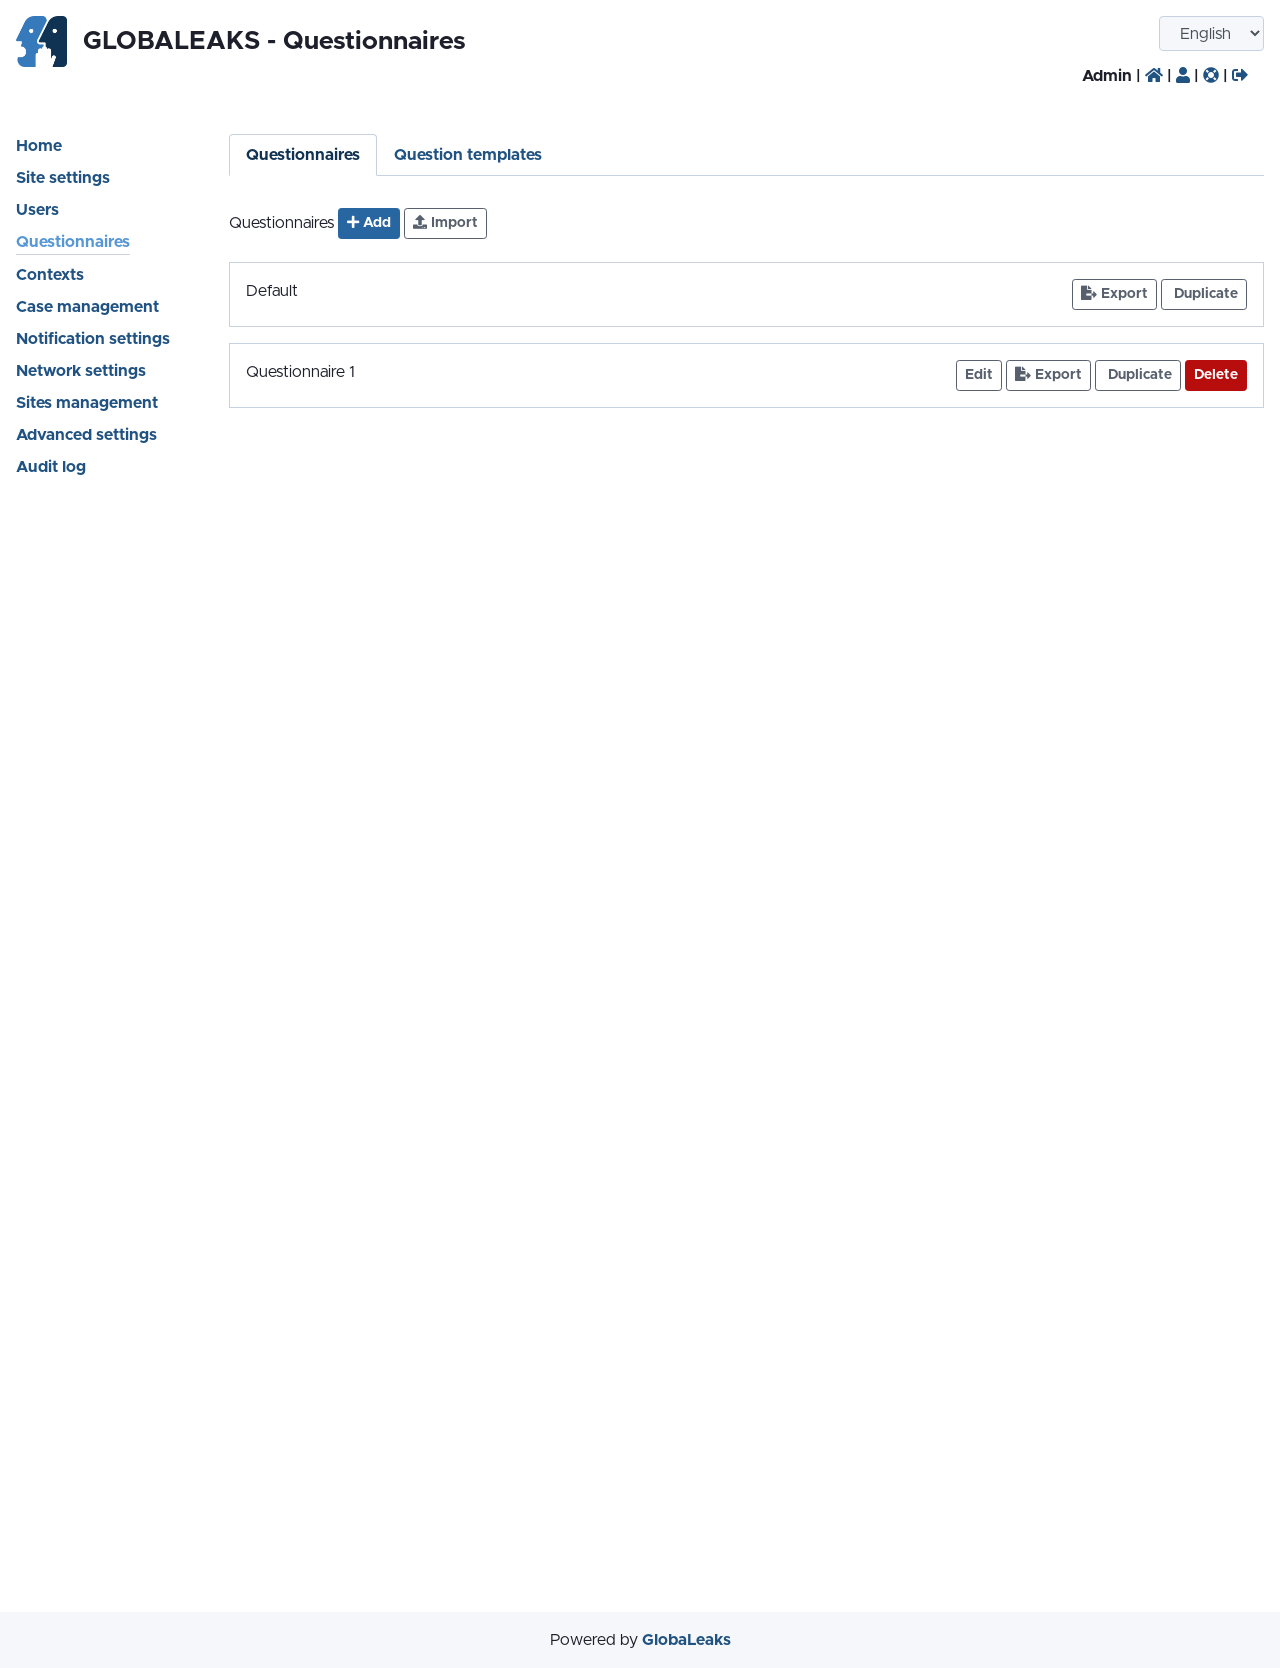 GLOBALEAKS - Questionnaires
English
Admin | | | |
Home
Site settings
Users
Questionnaires
Contexts
Case management
Notification settings
Network settings
Sites management
Advanced settings
Audit log
Questionnaires Question templates
Questionnaires Add Import
Default Export Duplicate
Questionnaire 1 Edit Export Duplicate Delete
Powered by GlobaLeaks